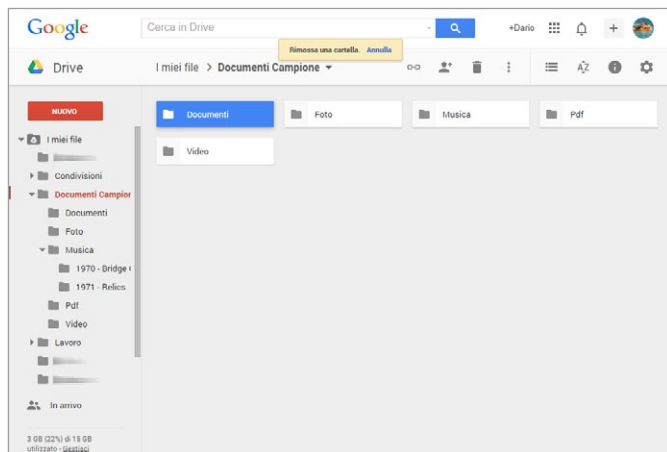 Google
Cerca in Drive
+Dario
Rimossa una cartella. Annulla
Drive
I miei file > Documenti Campione
AZ
NUOVO
Documenti
Foto
Musica
Pdf
Video
I miei file
Condivisioni
Documenti Campior
Documenti
Foto
Musica
1970 - Bridge
1971 - Relics
Pdf
Video
Lavoro
In arrivo
3 GB (22%) di 15 GB
utilizzato - Gestisci